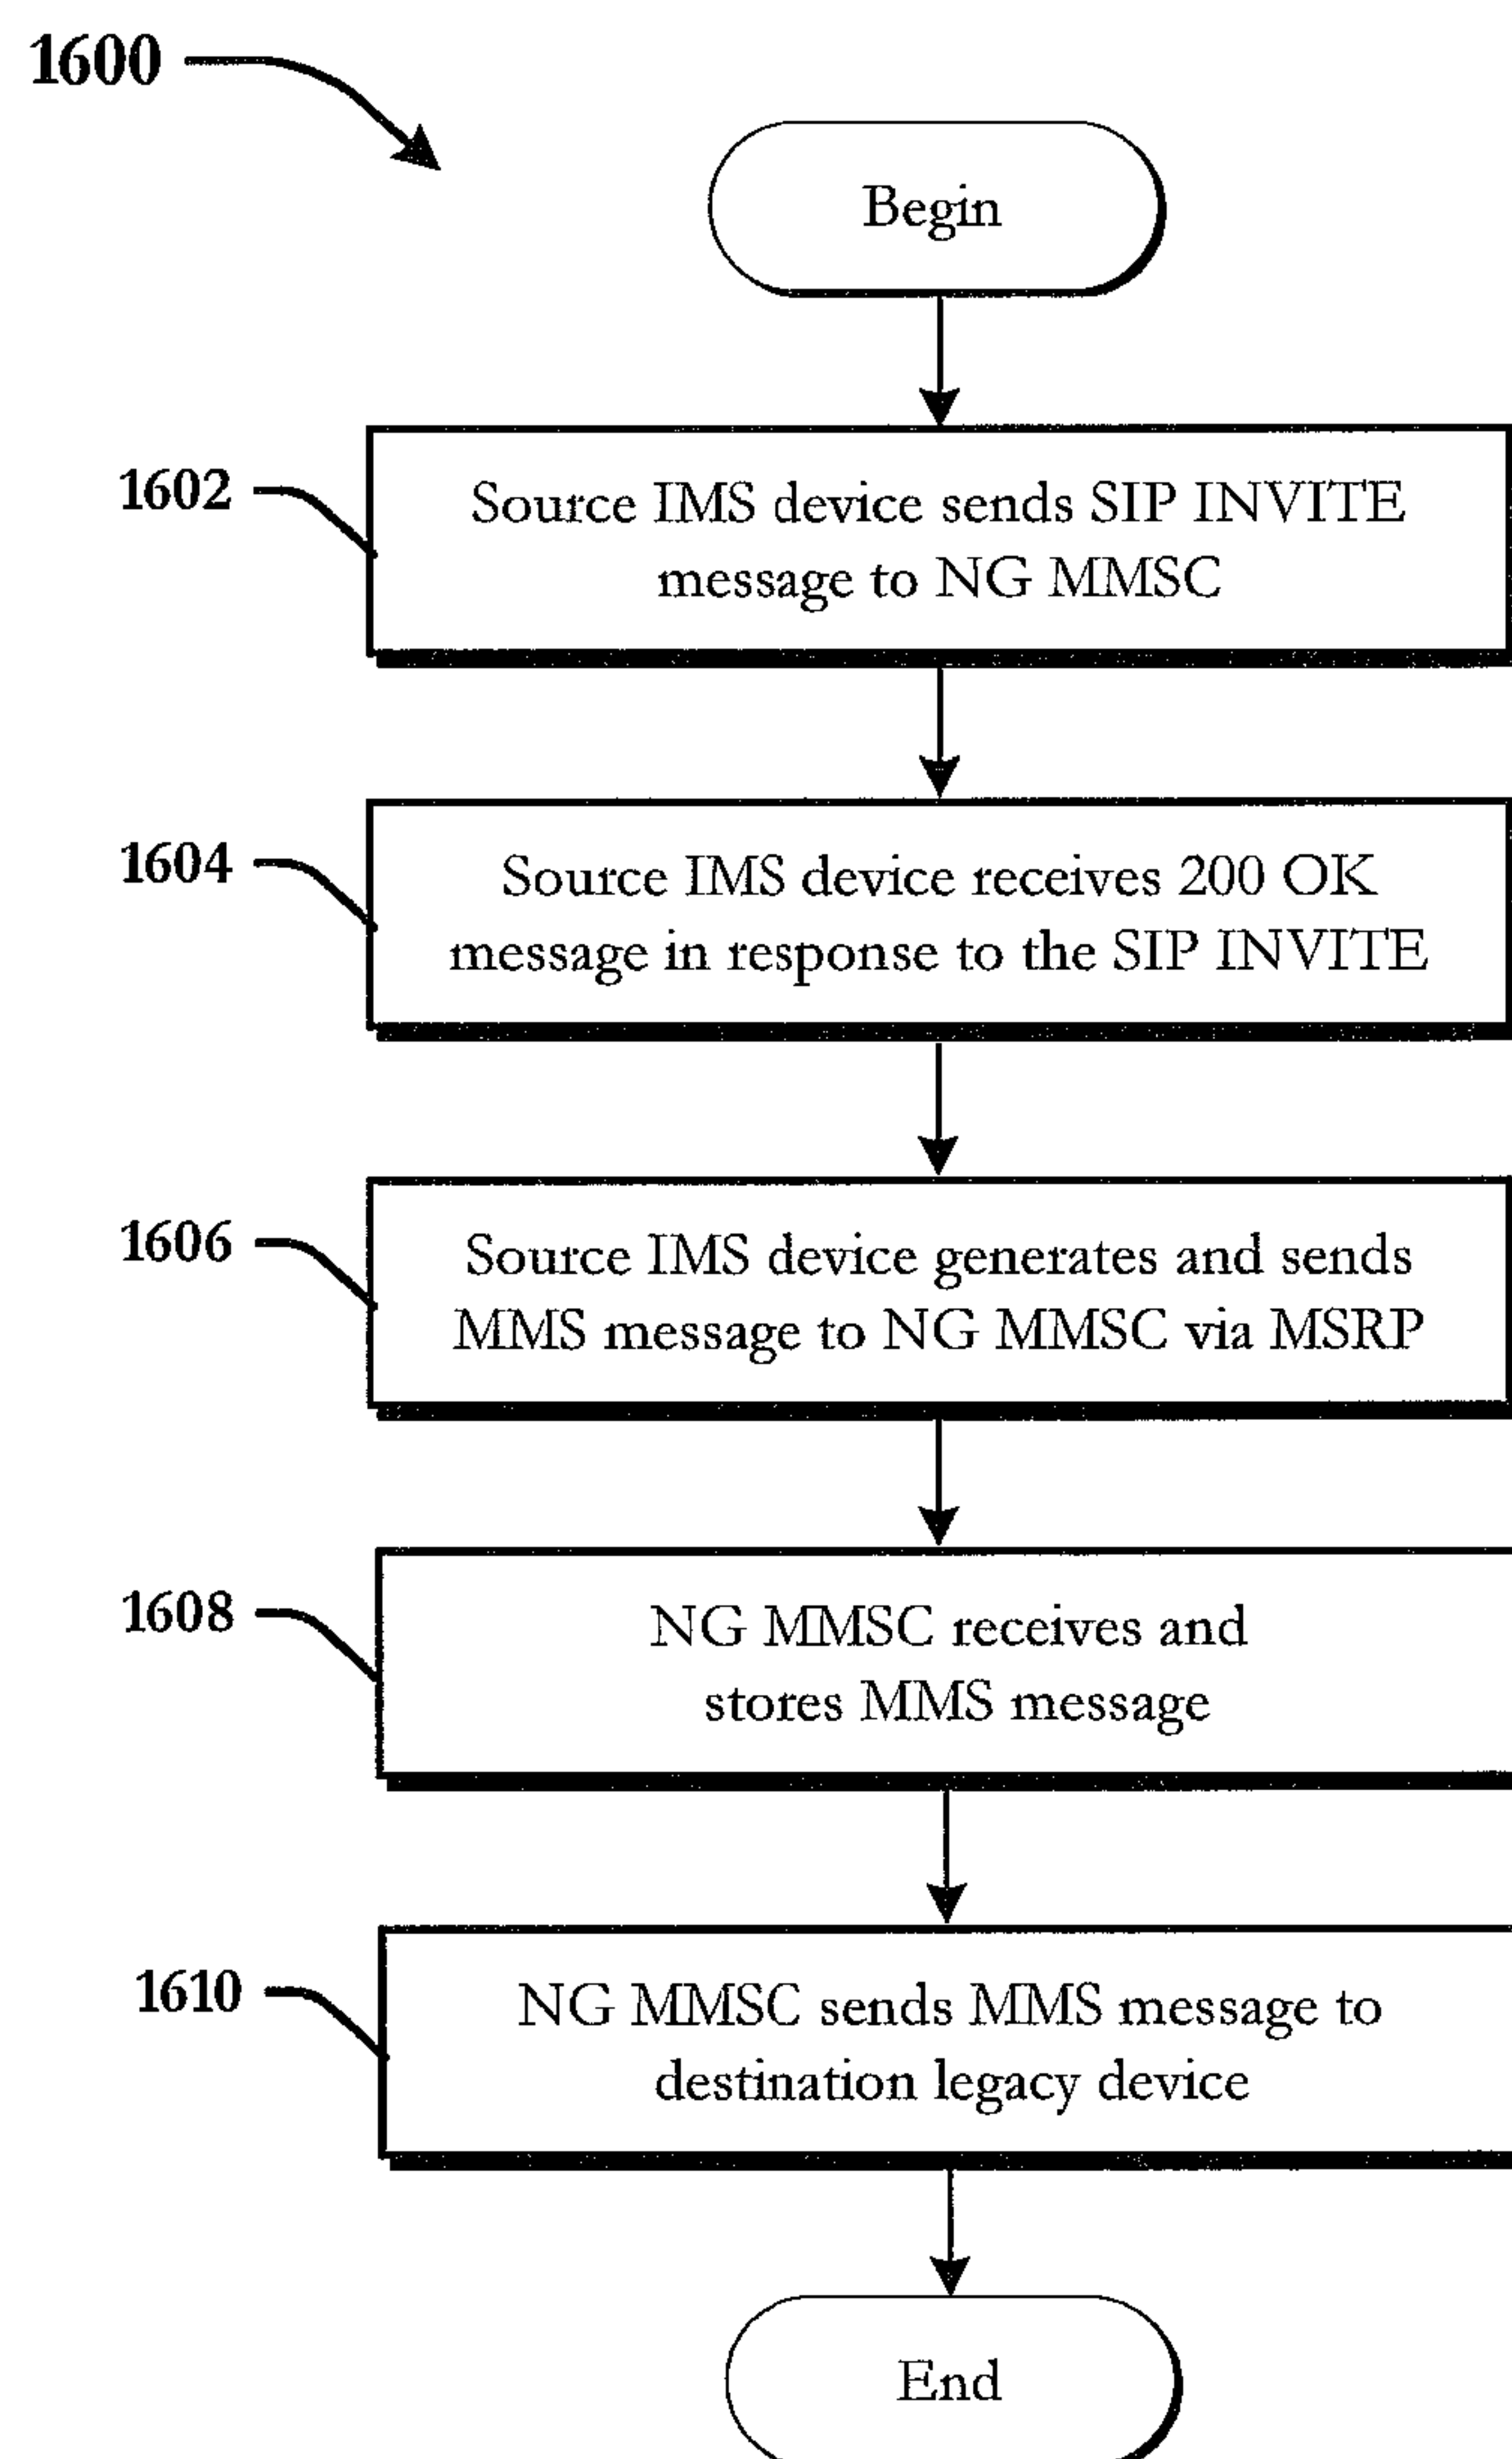 1600
Begin
1602
Source IMS device sends SIP INVITE
message to NG MMSC
1604
Source IMS device receives 200 OK
message in response to the SIP INVITE
1606
Source IMS device generates and sends
MMS message to NG MMSC via MSRP
1608
NG MMSC receives and
stores MMS message
1610
NG MMSC sends MMS message to
destination legacy device
End